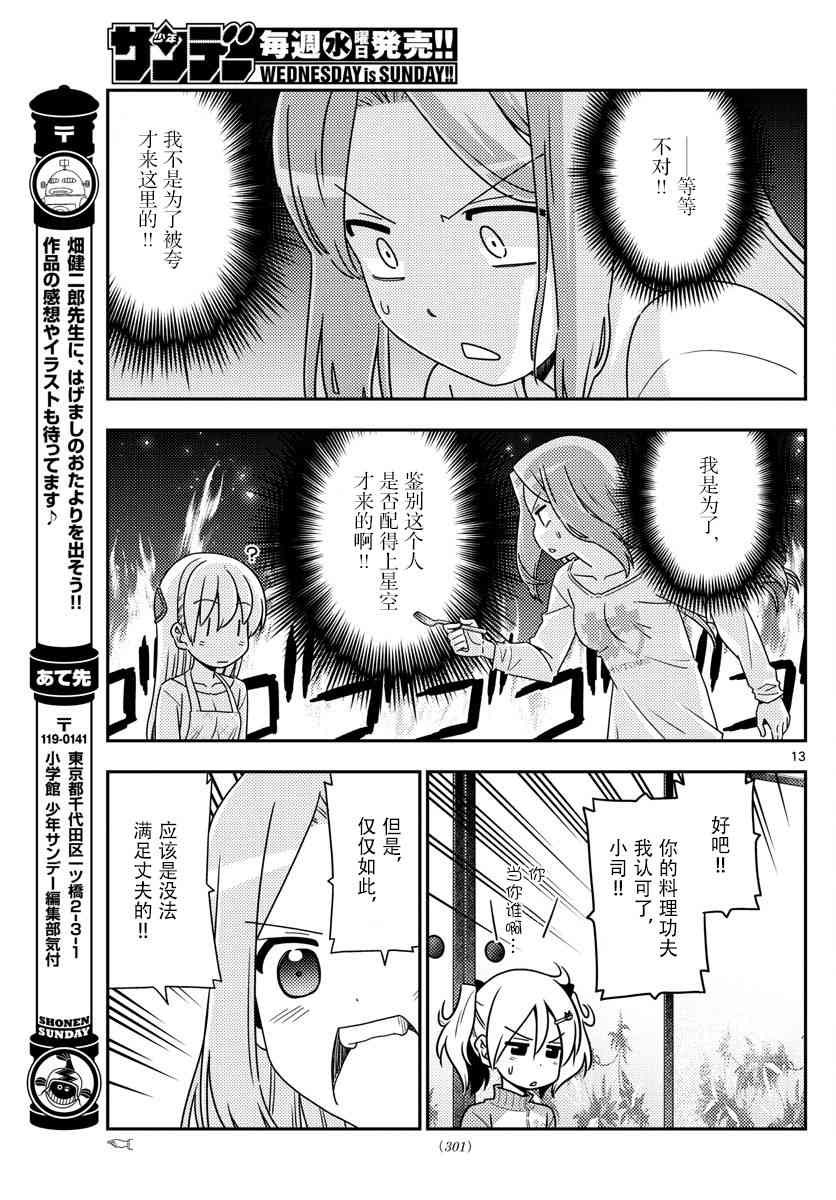 少年サンデー
毎週水曜日発売!!
WEDNESDAY is SUNDAY!!
——等等
不对!!
我不是为了被夸
才来这里的!!
我是为了,
鉴别这个人
是否配得上星空
才来的啊!!
?
ゴゴゴゴ
13
好吧!!
你的料理功夫
我认可了,
小司!!
你
当你
谁啊…
但是,
仅仅如此,
应该是没法
满足丈夫的!!
(301)
〒
畑健二郎先生に、はげましのおたよりを出そう!!
作品の感想やイラストも待ってます♪
あて先
〒
119-0141
東京都千代田区一ツ橋2-3-1
小学館 少年サンデー編集部気付
SHONEN
SUNDAY